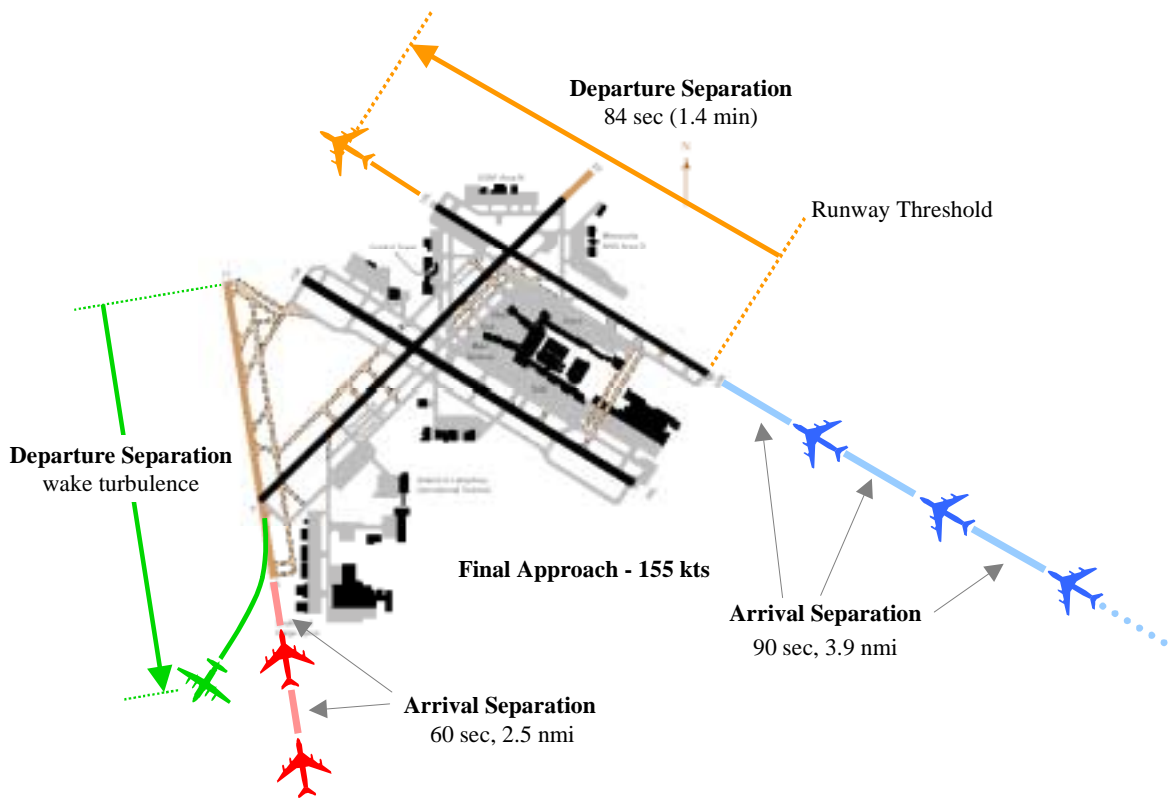 Departure Separation
84 sec (1.4 min)
N
Runway Threshold
Departure Separation
wake turbulence
Final Approach - 155 kts
Arrival Separation
90 sec, 3.9 nmi
Arrival Separation
60 sec, 2.5 nmi